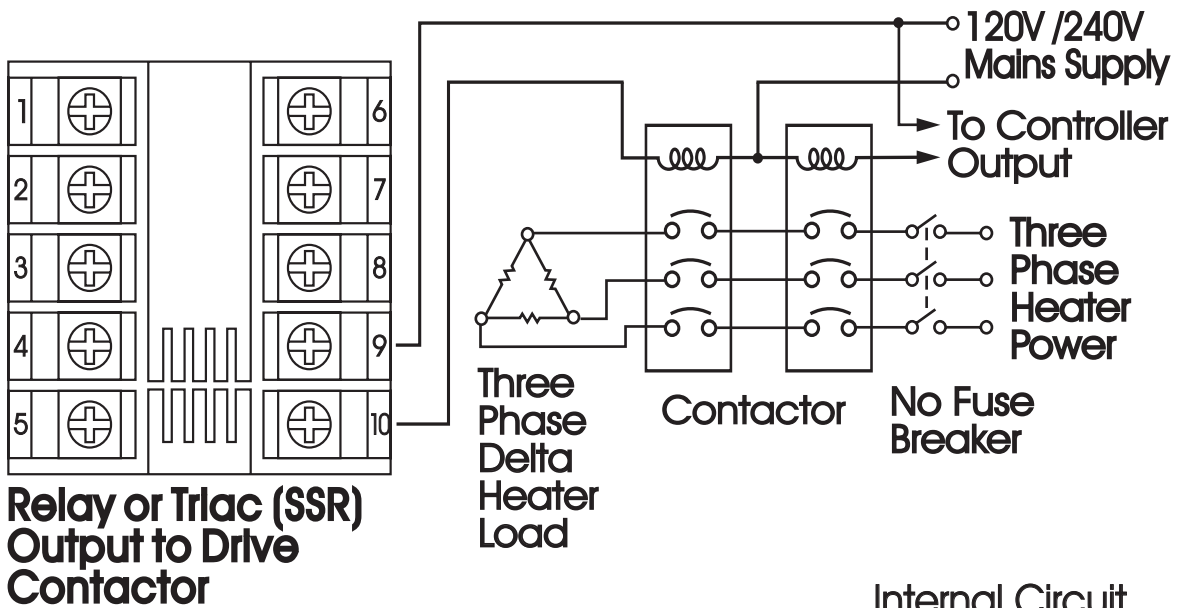 120V /240V
Mains Supply
To Controller
Output
1
2
3
4
5
6
7
8
9
10
Three
Phase
Heater
Power
Three
Phase
Delta
Heater
Load
Contactor
No Fuse
Breaker
Relay or Triac (SSR)
Output to Drive
Contactor
Internal Circuit